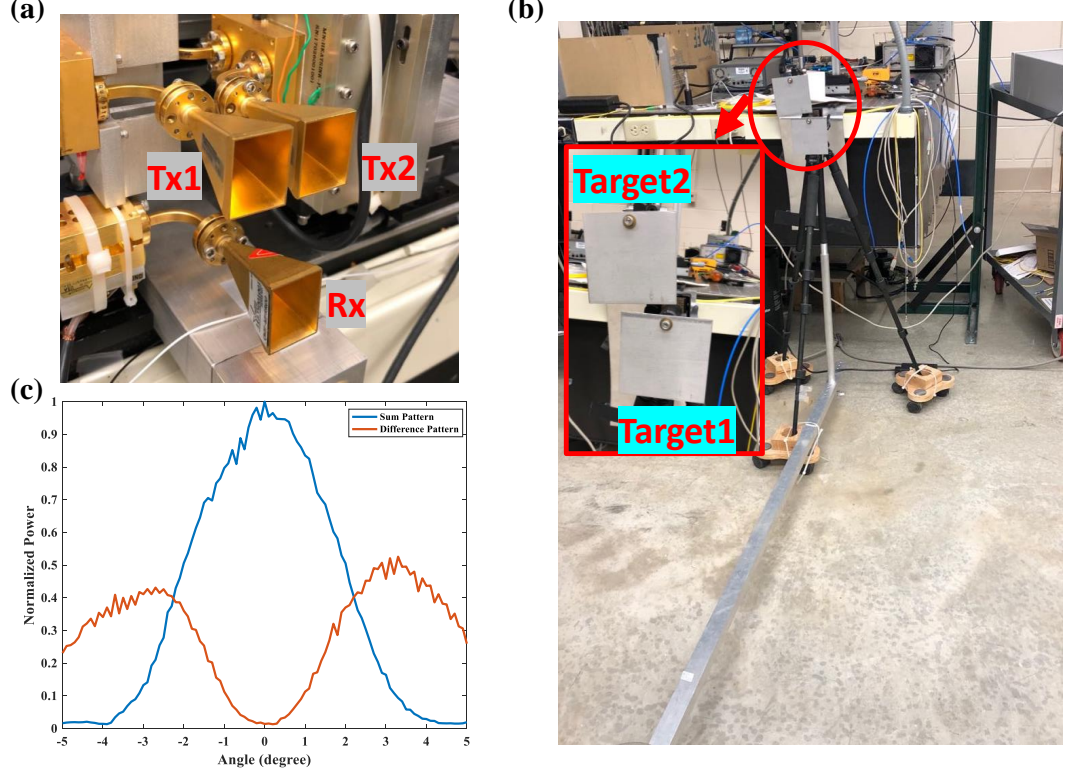 (a)
Tx1
Tx2
Rx
(b)
Target2
Target1
(c)
Sum Pattern
Difference Pattern
Normalized Power
1
0.9
0.8
0.7
0.6
0.5
0.4
0.3
0.2
0.1
0
-5 -4 -3 -2 -1 0 1 2 3 4 5
Angle (degree)